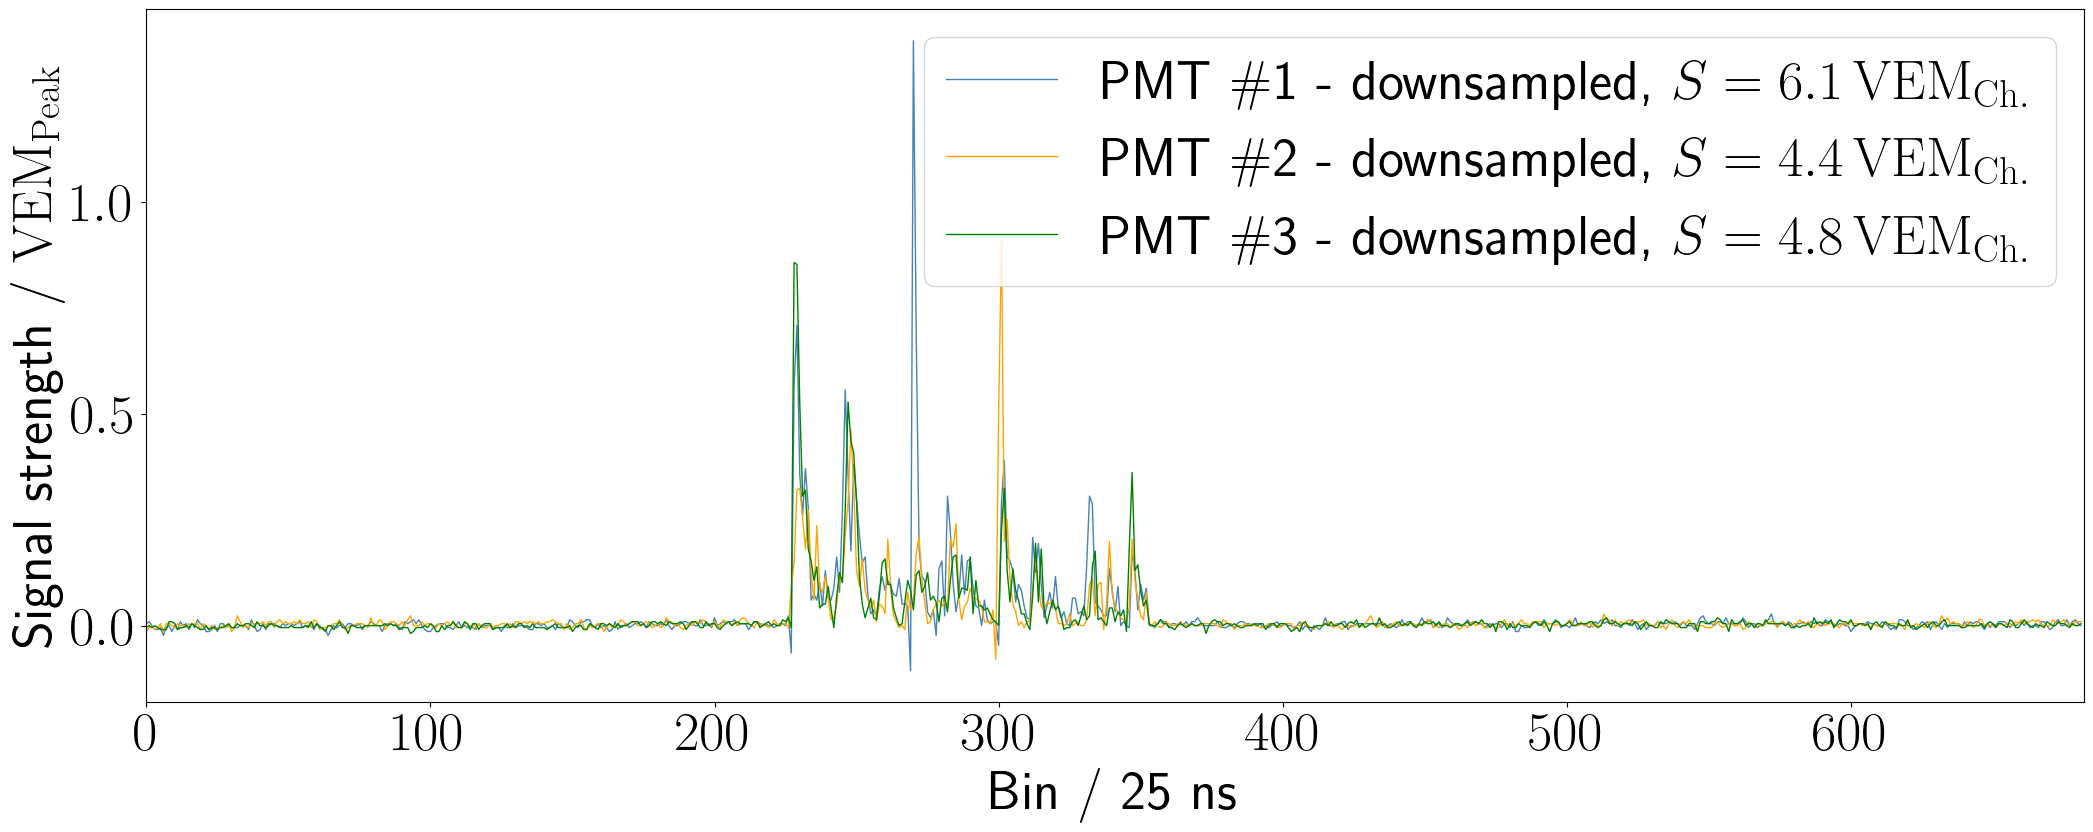 Signal strength / VEM_Peak
1.0
0.5
0.0
PMT #1 - downsampled, S = 6.1 VEM_Ch.
PMT #2 - downsampled, S = 4.4 VEM_Ch.
PMT #3 - downsampled, S = 4.8 VEM_Ch.
0 100 200 300 400 500 600
Bin / 25 ns